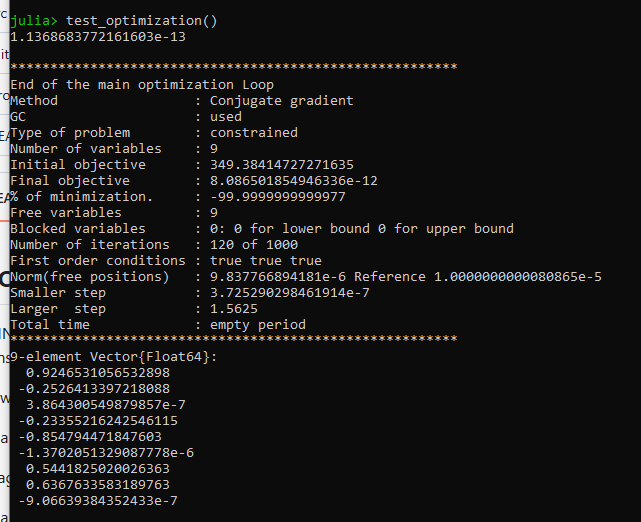 julia> test_optimization()
1.1368683772161603e-13
********************************************************
End of the main optimization Loop
Method : Conjugate gradient
GC : used
Type of problem : constrained
Number of variables : 9
Initial objective : 349.38414727271635
Final objective : 8.086501854946336e-12
% of minimization. : -99.9999999999977
Free variables : 9
Blocked variables : 0: 0 for lower bound 0 for upper bound
Number of iterations : 120 of 1000
First order conditions : true true true
Norm(free positions) : 9.837766894181e-6 Reference 1.0000000000080865e-5
Smaller step : 3.725290298461914e-7
Larger step : 1.5625
Total time : empty period
********************************************************
9-element Vector{Float64}:
0.9246531056532898
-0.2526413397218088
3.864300549879857e-7
-0.23355216242546115
-0.854794471847603
-1.3702051329087778e-6
0.5441825020026363
0.6367633583189763
-9.06639384352433e-7